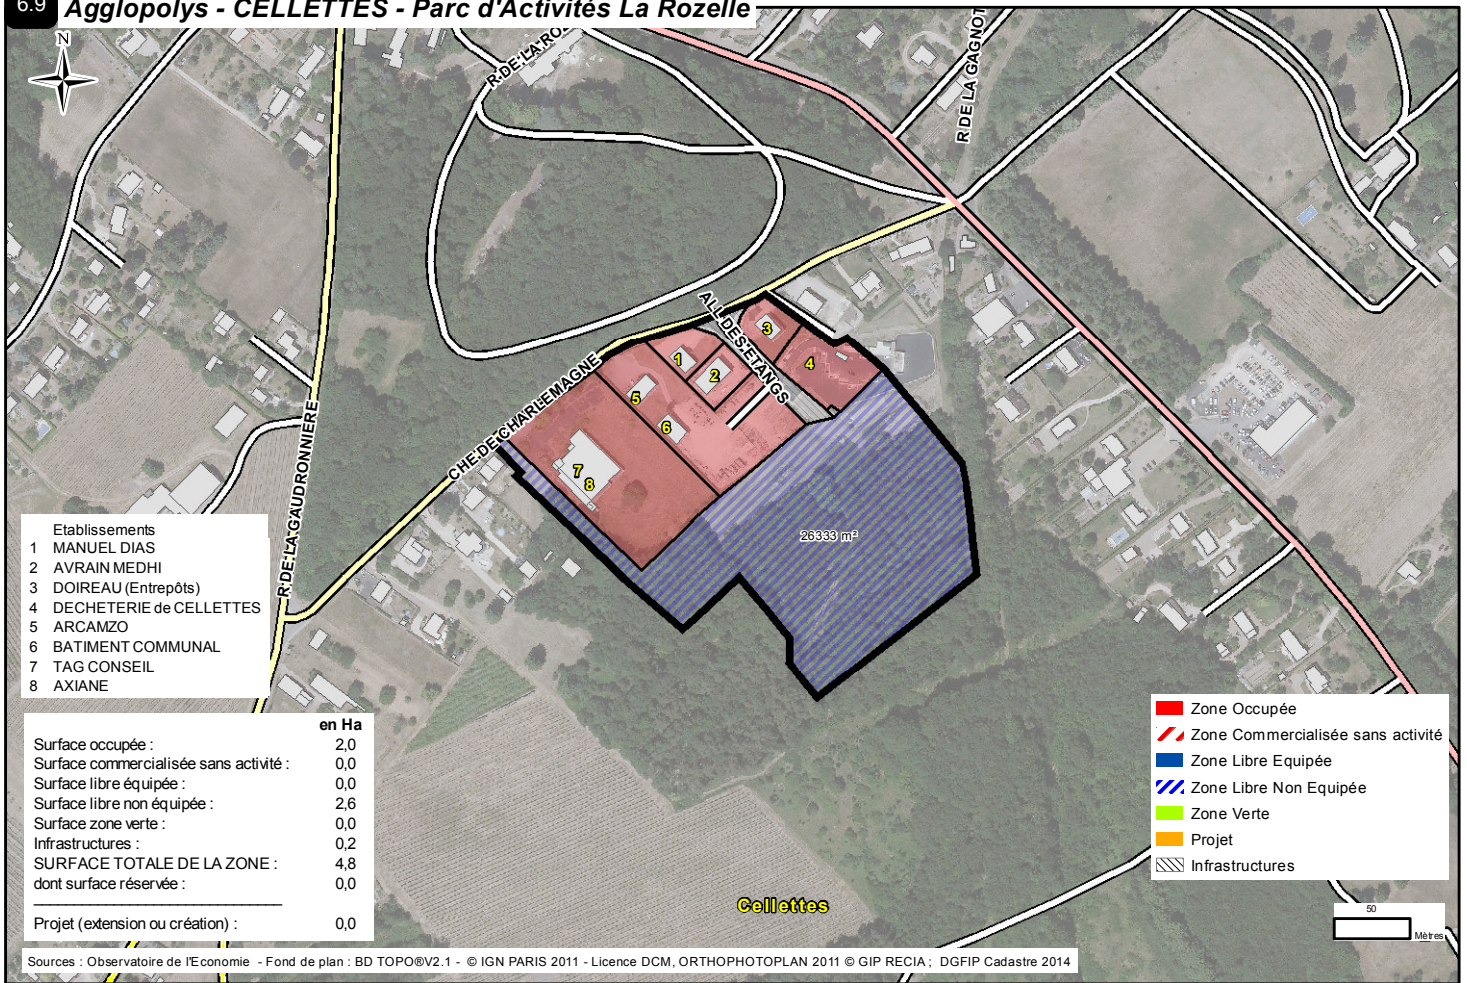 6.9 Agglopolys - CELLETTES - Parc d'Activités La Rozelle
N
R DE LA GAGNOT
R DE LA ROZ
ALL DES ETANGS
CHE DE CHARLEMAGNE
R DE LA GAUDRONNIERE
1
2
3
4
5
6
7
8
26333 m²
Etablissements
1 MANUEL DIAS
2 AVRAIN MEDHI
3 DOIREAU (Entrepôts)
4 DECHETERIE de CELLETTES
5 ARCAMZO
6 BATIMENT COMMUNAL
7 TAG CONSEIL
8 AXIANE
en Ha
Surface occupée : 2,0
Surface commercialisée sans activité : 0,0
Surface libre équipée : 0,0
Surface libre non équipée : 2,6
Surface zone verte : 0,0
Infrastructures : 0,2
SURFACE TOTALE DE LA ZONE : 4,8
dont surface réservée : 0,0
Projet (extension ou création) : 0,0
Zone Occupée
Zone Commercialisée sans activité
Zone Libre Equipée
Zone Libre Non Equipée
Zone Verte
Projet
Infrastructures
Cellettes
50
Mètres
Sources : Observatoire de l'Economie - Fond de plan : BD TOPO®V2.1 - © IGN PARIS 2011 - Licence DCM, ORTHOPHOTOPLAN 2011 © GIP RECIA ; DGFIP Cadastre 2014